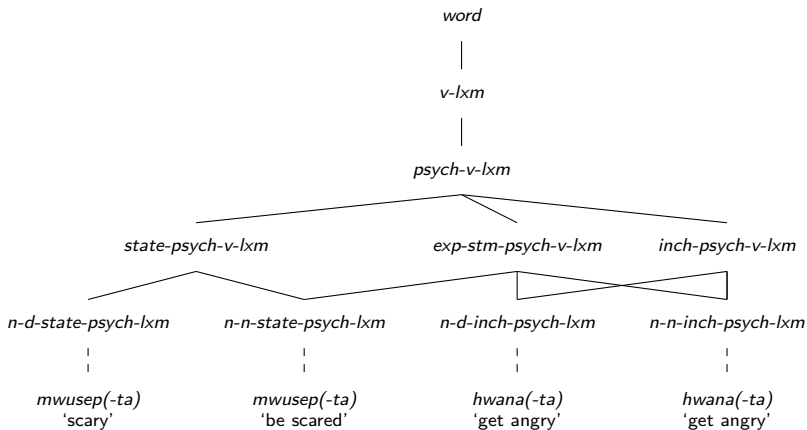 word
v-lxm
psych-v-lxm
state-psych-v-lxm exp-stm-psych-v-lxm inch-psych-v-lxm
n-d-state-psych-lxm n-n-state-psych-lxm n-d-inch-psych-lxm n-n-inch-psych-lxm
mwusep(-ta) mwusep(-ta) hwana(-ta) hwana(-ta)
‘scary’ ‘be scared’ ‘get angry’ ‘get angry’